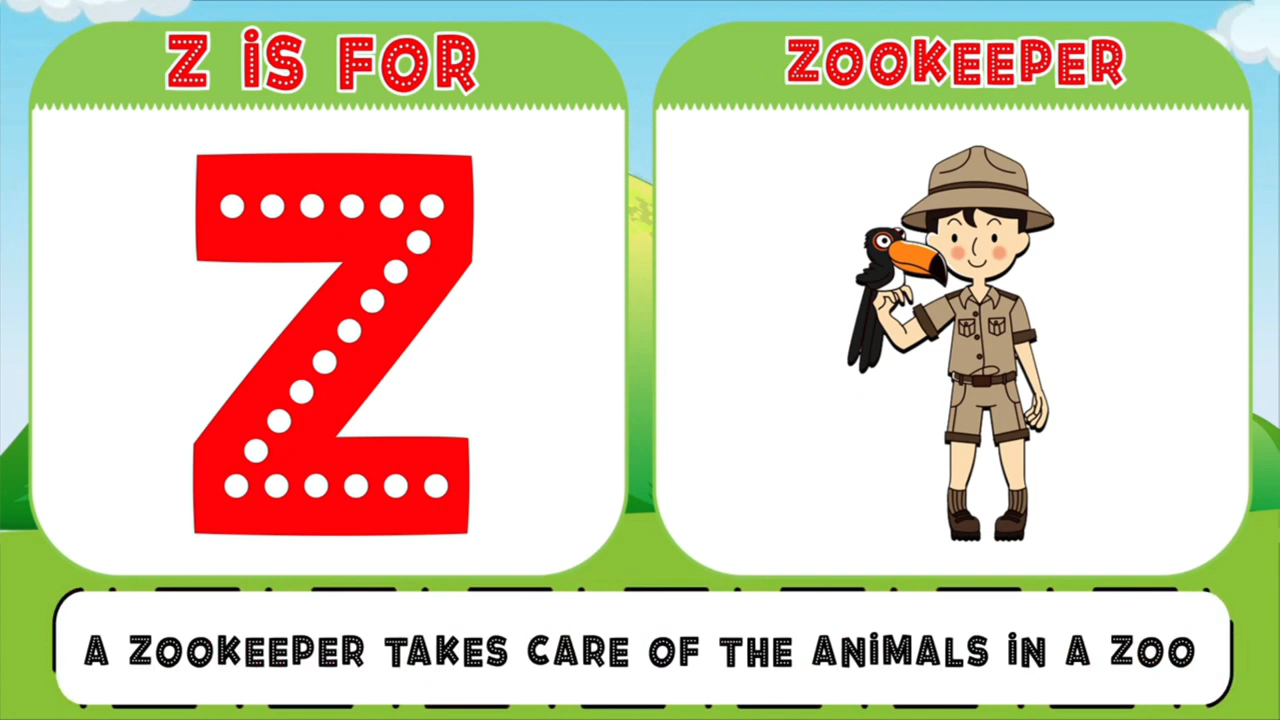 Z iS FOR
ZOOKEEPER
Z
A ZOOKEEPER TAKES CARE OF THE ANiMALS iN A ZOO